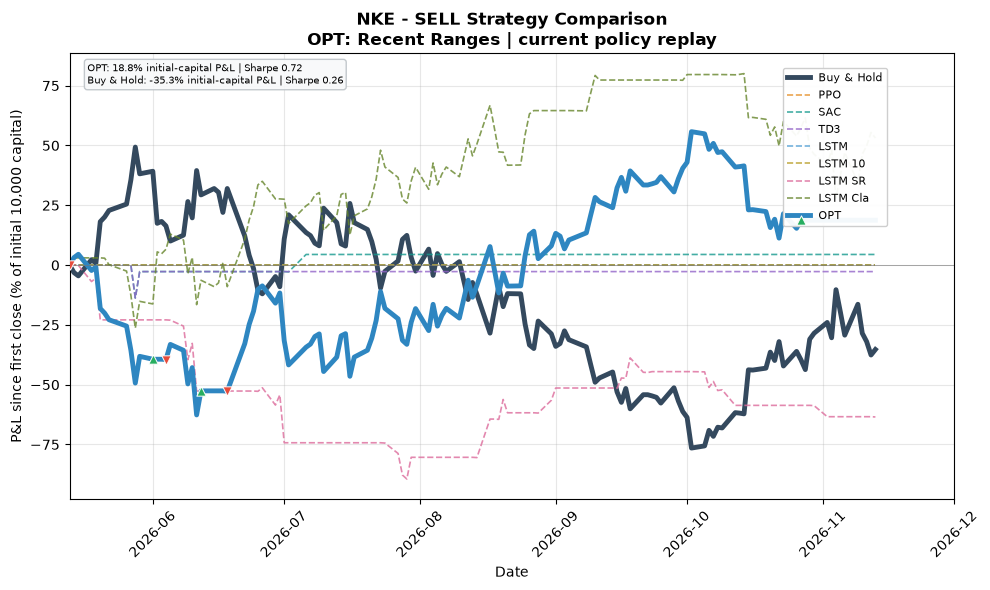 NKE - SELL Strategy Comparison
OPT: Recent Ranges | current policy replay
OPT: 18.8% initial-capital P&L | Sharpe 0.72
Buy & Hold: -35.3% initial-capital P&L | Sharpe 0.26
Buy & Hold
PPO
SAC
TD3
LSTM
LSTM 10
LSTM SR
LSTM Cla
OPT
P&L since first close (% of initial 10,000 capital)
75
50
25
0
−25
−50
−75
2026-06
2026-07
2026-08
2026-09
2026-10
2026-11
2026-12
Date